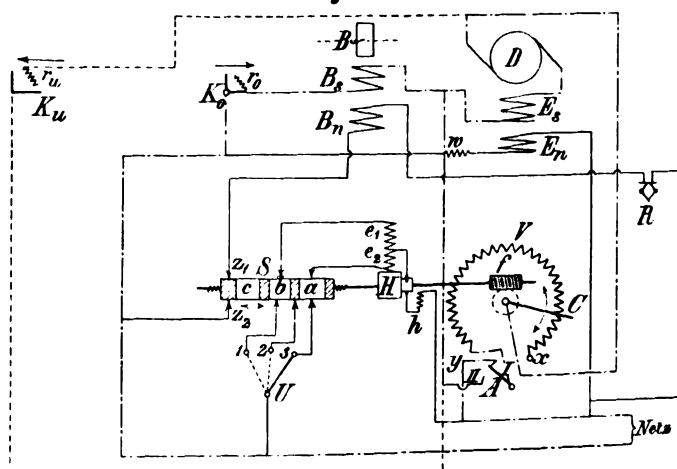 B
D
r_u
r_o
K_u
K_o
B_s
E_s
B_n
w
E_n
R
e_1
V
e_2
f
z_1
S
c
b
a
H
C
z_2
h
1
2
3
x
y
A
U
Netz